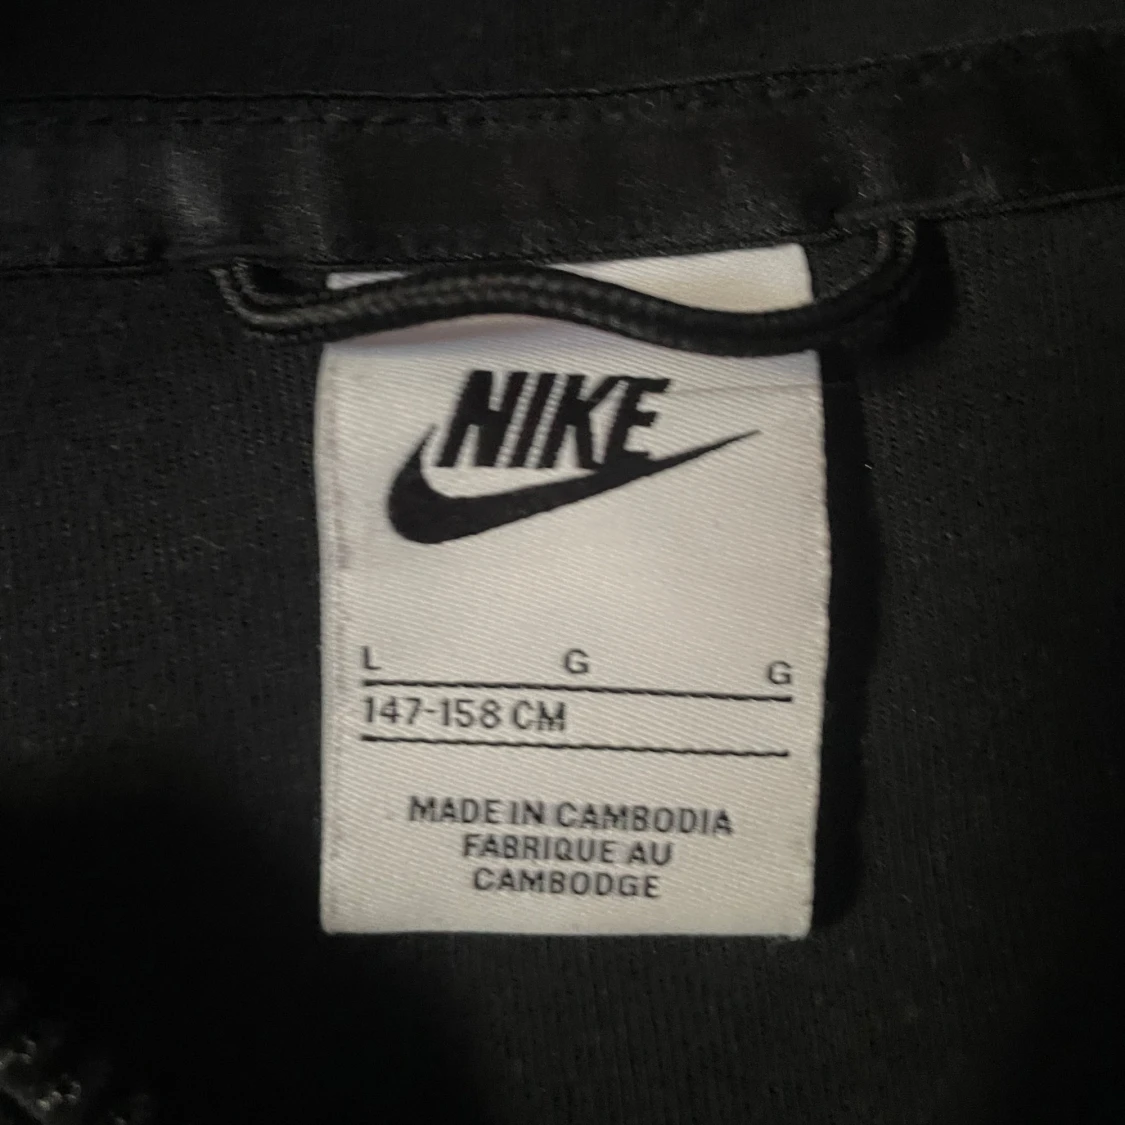 NIKE
L G G
147-158 CM
MADE IN CAMBODIA
FABRIQUE AU
CAMBODGE